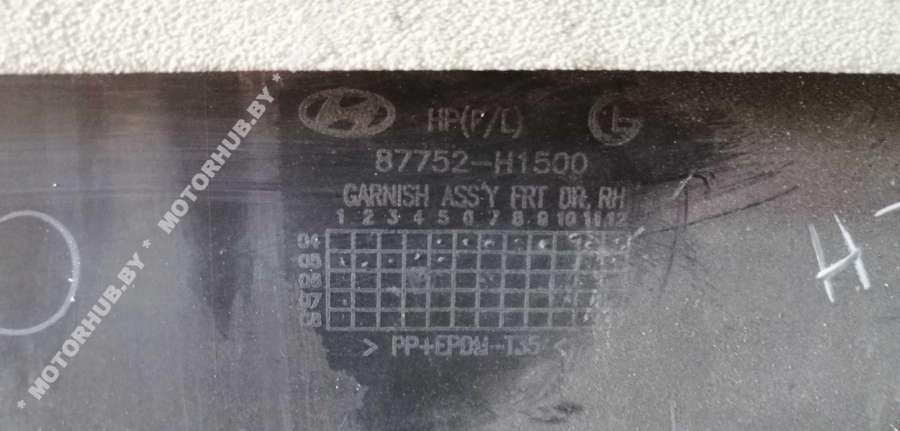 HP(P/L)
87752-H1500
GARNISH ASS'Y FRT DR, RH
1 2 3 4 5 6 7 8 9 10 11 12
04
05
06
07
08
> PP+EPDM-T35 <
H
* MOTORHUB.BY * MOTORHUB.BY *